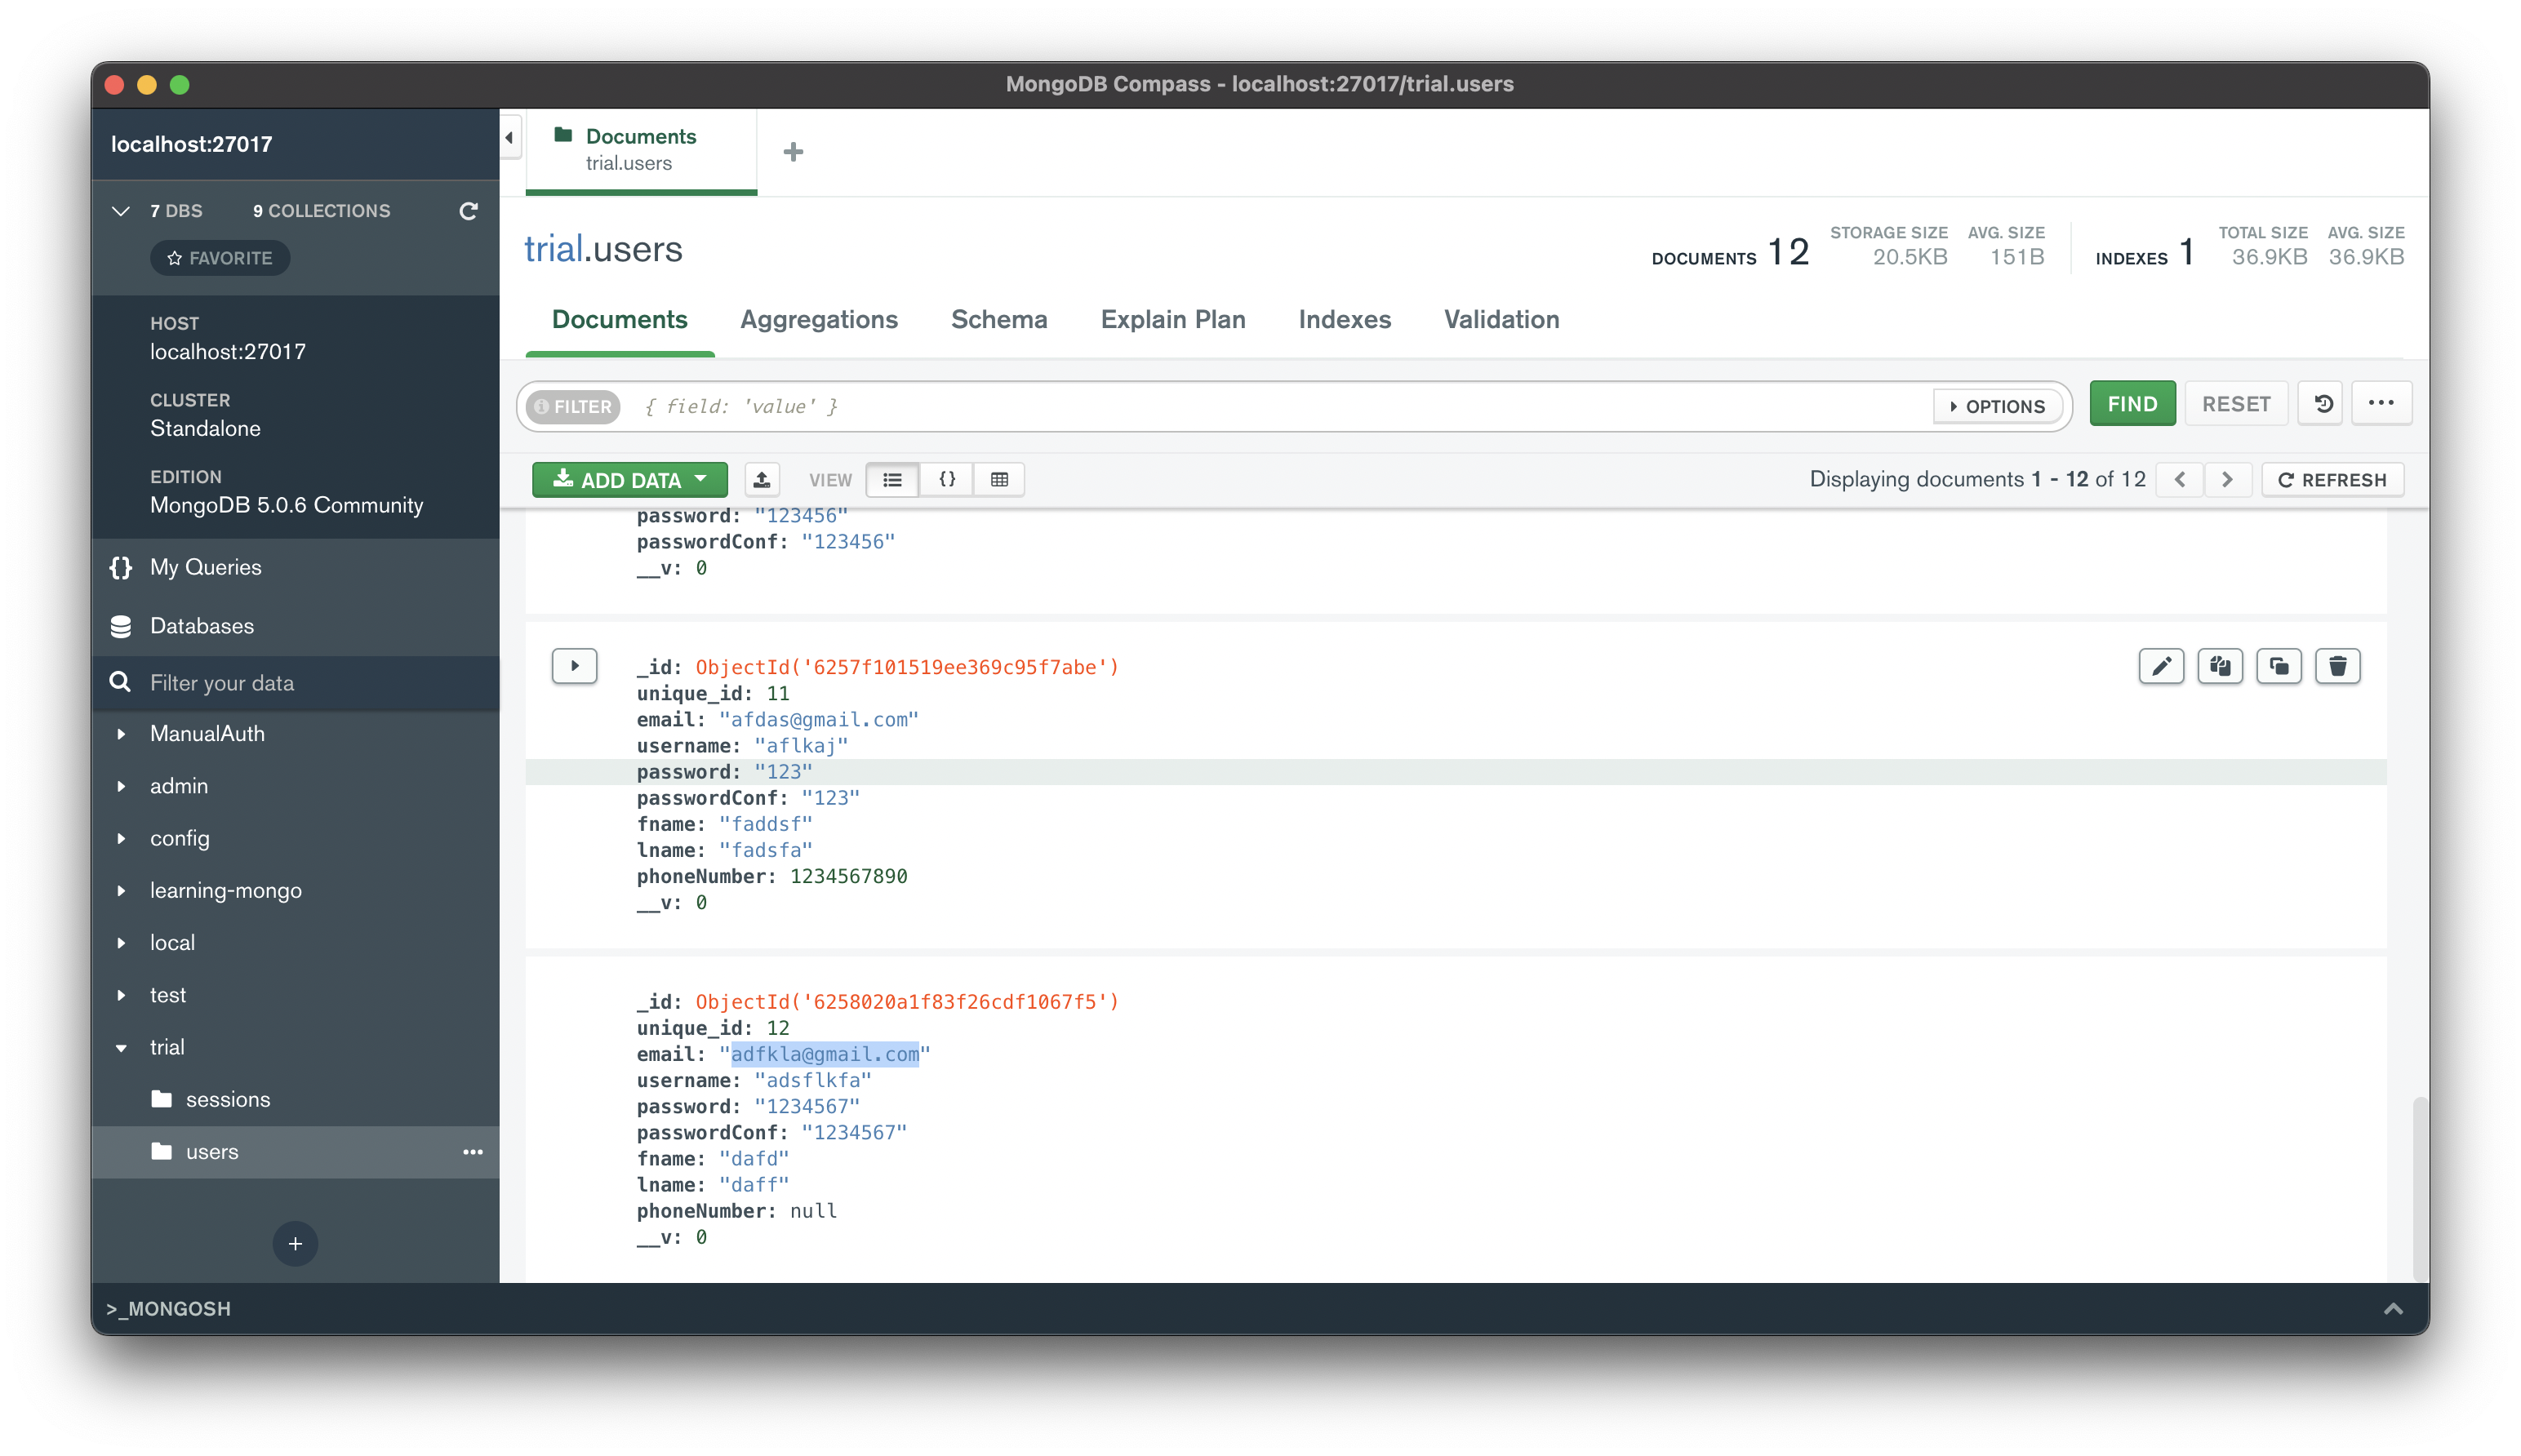 MongoDB Compass - localhost:27017/trial.users
localhost:27017
7 DBS 9 COLLECTIONS
FAVORITE
HOST
localhost:27017
CLUSTER
Standalone
EDITION
MongoDB 5.0.6 Community
{} My Queries
Databases
Filter your data
ManualAuth
admin
config
learning-mongo
local
test
trial
sessions
users •••
+
Documents
trial.users
+
trial.users
DOCUMENTS 12
STORAGE SIZE
20.5KB
AVG. SIZE
151B
INDEXES 1
TOTAL SIZE
36.9KB
AVG. SIZE
36.9KB
Documents Aggregations Schema Explain Plan Indexes Validation
FILTER { field: 'value' } OPTIONS FIND RESET •••
ADD DATA VIEW {} Displaying documents 1 - 12 of 12 < > REFRESH
password: "123456"
passwordConf: "123456"
__v: 0
_id: ObjectId('6257f101519ee369c95f7abe')
unique_id: 11
email: "afdas@gmail.com"
username: "aflkaj"
password: "123"
passwordConf: "123"
fname: "faddsf"
lname: "fadsfa"
phoneNumber: 1234567890
__v: 0
_id: ObjectId('6258020a1f83f26cdf1067f5')
unique_id: 12
email: "adfkla@gmail.com"
username: "adsflkfa"
password: "1234567"
passwordConf: "1234567"
fname: "dafd"
lname: "daff"
phoneNumber: null
__v: 0
>_MONGOSH